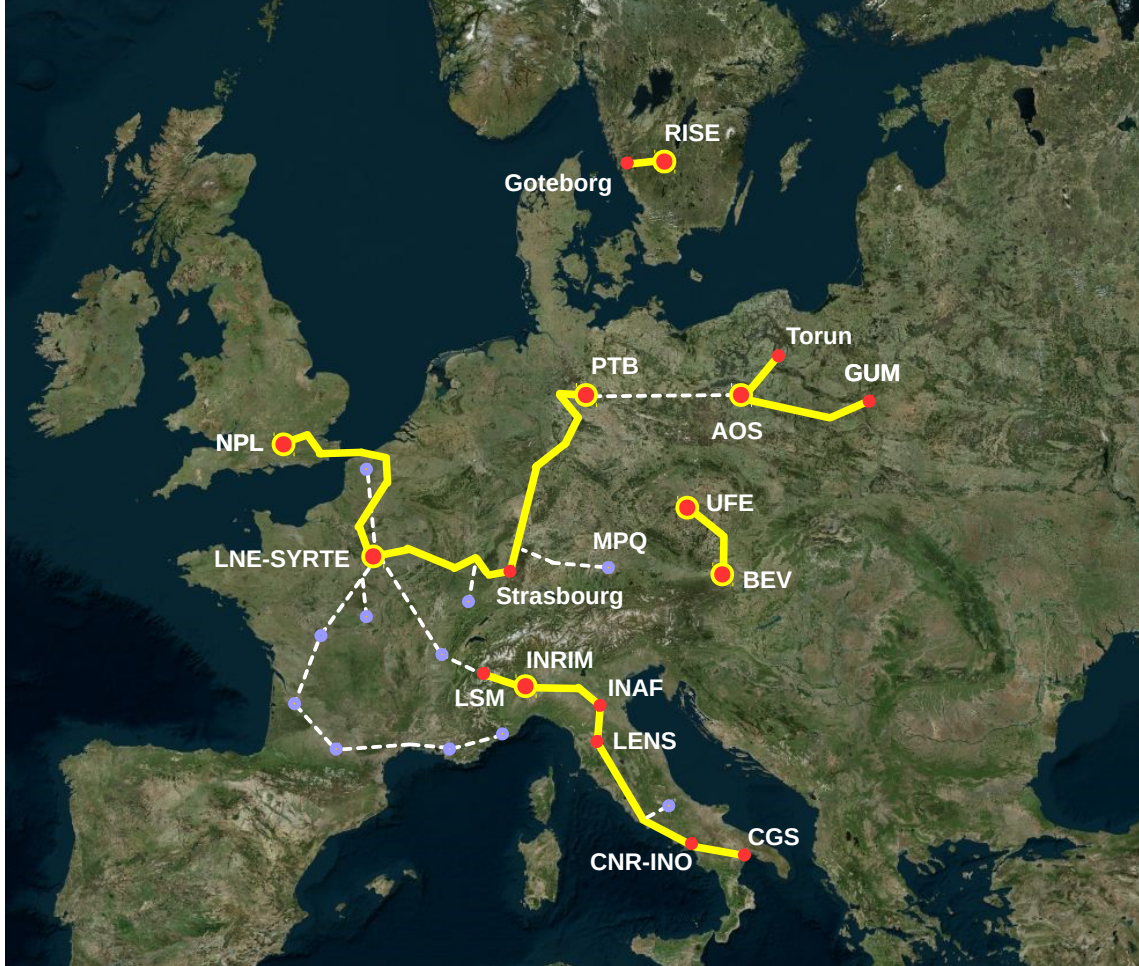 RISE
Goteborg
Torun
PTB
GUM
AOS
NPL
UFE
MPQ
LNE-SYRTE
BEV
Strasbourg
INRIM
LSM
INAF
LENS
CGS
CNR-INO